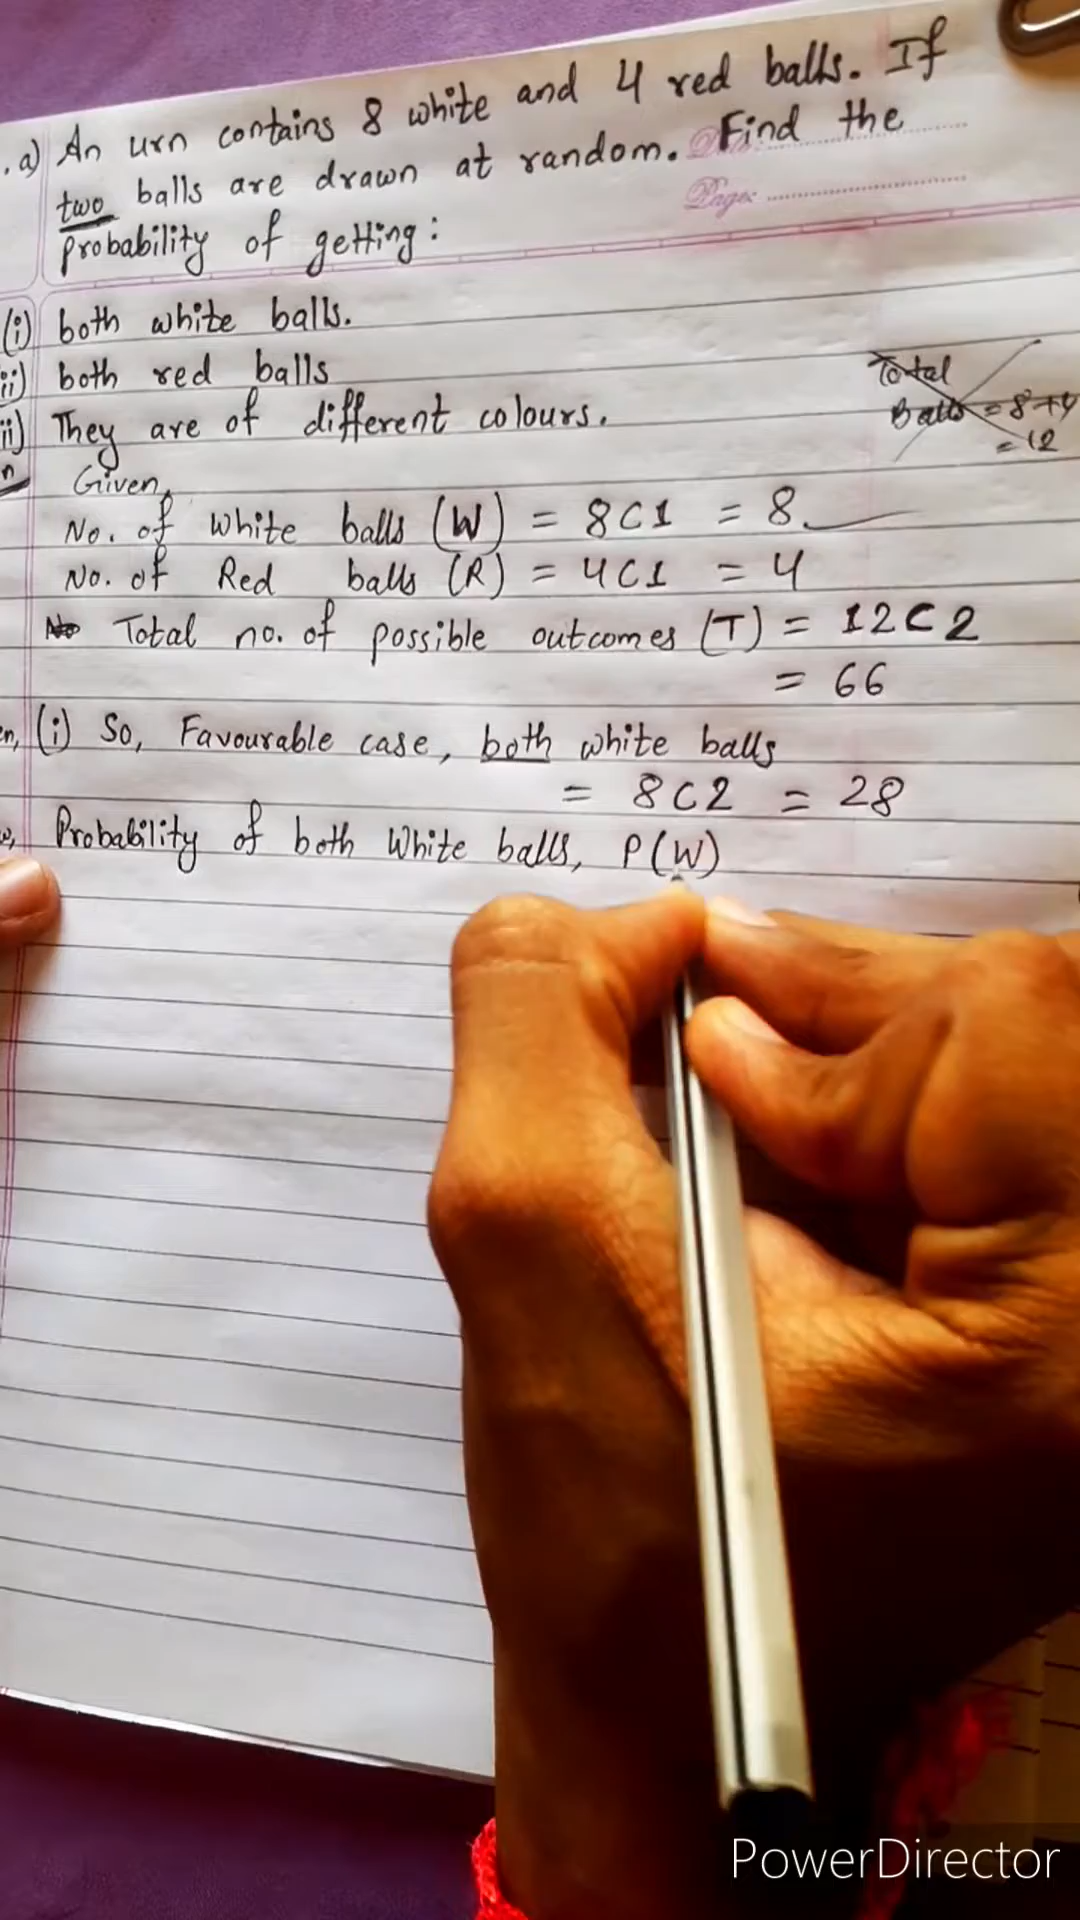 .a) An urn contains 8 white and 4 red balls. If
two balls are drawn at random. Find the
Page:
probability of getting:
(i) both white balls.
ii) both red balls
ii) They are of different colours.
Total
Balls = 8+4
= 12
n
Given,
No. of white balls (W) = 8C1 = 8
No. of Red balls (R) = 4C1 = 4
No Total no. of possible outcomes (T) = 12C2
= 66
en, (i) So, Favourable case, both white balls
= 8C2 = 28
w, Probability of both White balls, P(W)
PowerDirector